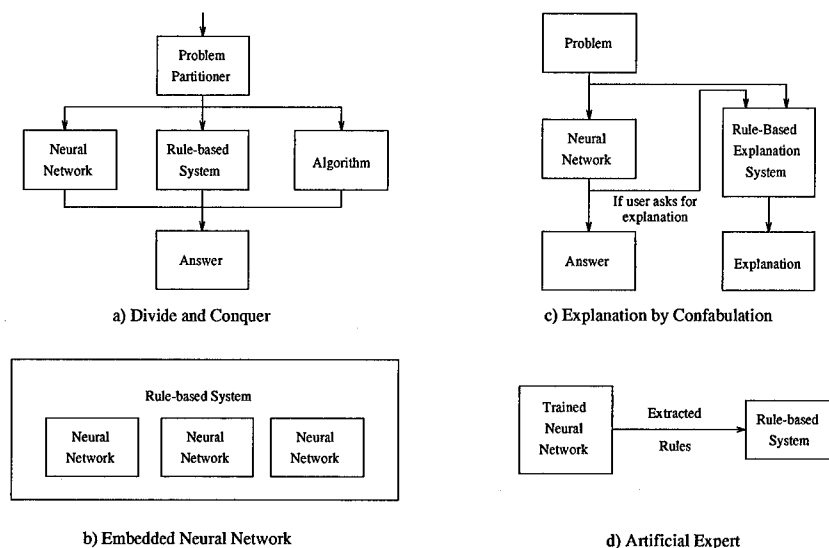 Problem
Partitioner
Neural
Network
Rule-based
System
Algorithm
Answer
a) Divide and Conquer
Problem
Neural
Network
Rule-Based
Explanation
System
If user asks for
explanation
Answer
Explanation
c) Explanation by Confabulation
Rule-based System
Neural
Network
Neural
Network
Neural
Network
b) Embedded Neural Network
Trained
Neural
Network
Extracted
Rules
Rule-based
System
d) Artificial Expert